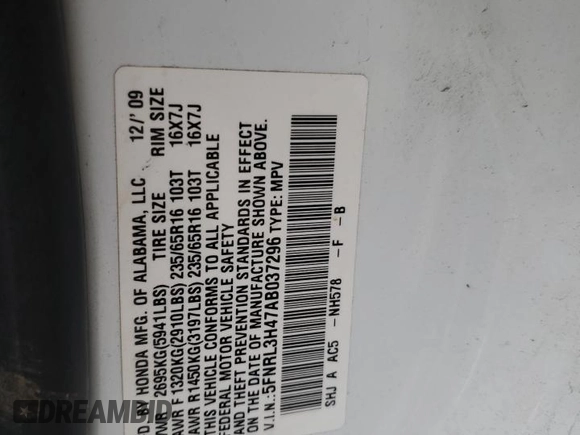 D. BY HONDA MFG. OF ALABAMA, LLC 12/'09
VWR 2695KG(5941LBS) TIRE SIZE RIM SIZE
AWR F 1320KG(2910LBS) 235/65R16 103T 16X7J
AWR R1450KG(3197LBS) 235/65R16 103T 16X7J
THIS VEHICLE CONFORMS TO ALL APPLICABLE
FEDERAL MOTOR VEHICLE SAFETY
AND THEFT PREVENTION STANDARDS IN EFFECT
ON THE DATE OF MANUFACTURE SHOWN ABOVE.
V.I.N.: 5FNRL3H47AB037296 TYPE: MPV
SHJ A AC5 -NH578 -F -B
DREAMBID.COM